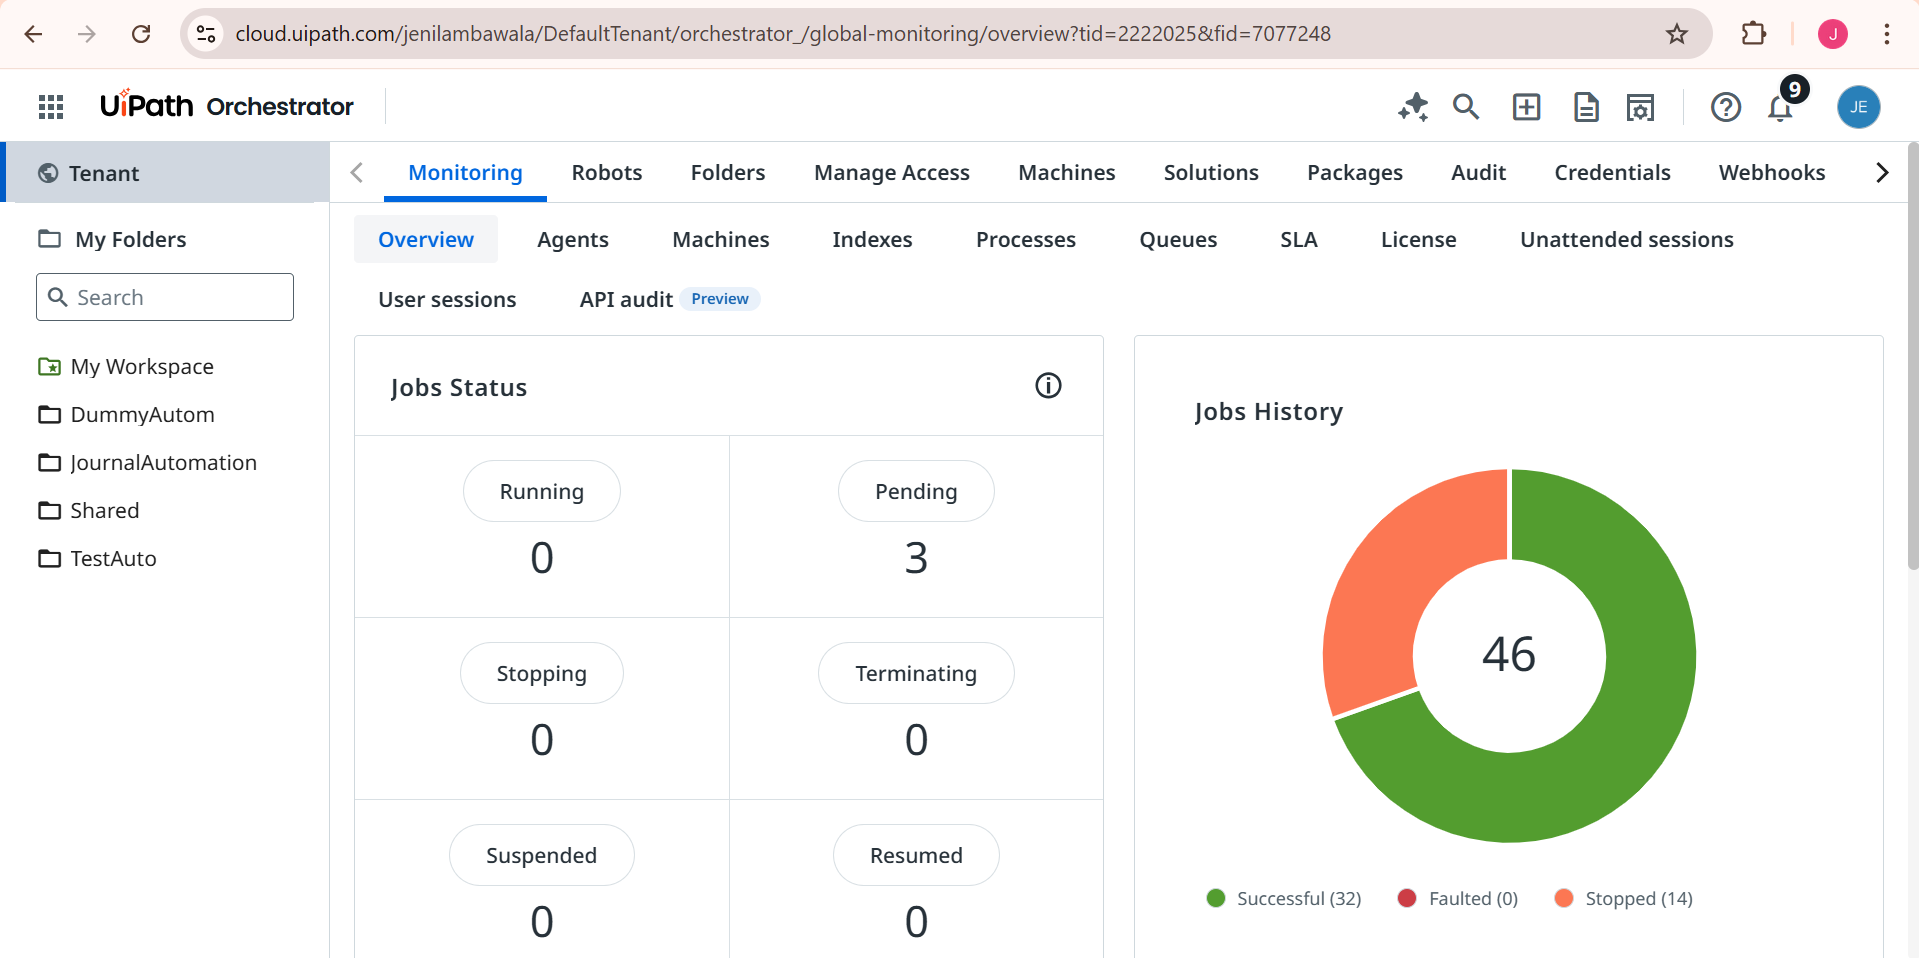 cloud.uipath.com/jenilambawala/DefaultTenant/orchestrator_/global-monitoring/overview?tid=2222025&fid=7077248
J
UiPath Orchestrator
9
JE
Tenant
Monitoring
Robots
Folders
Manage Access
Machines
Solutions
Packages
Audit
Credentials
Webhooks
My Folders
Search
My Workspace
DummyAutom
JournalAutomation
Shared
TestAuto
Overview
Agents
Machines
Indexes
Processes
Queues
SLA
License
Unattended sessions
User sessions
API audit Preview
Jobs Status
Running
0
Pending
3
Stopping
0
Terminating
0
Suspended
0
Resumed
0
Jobs History
46
Successful (32)
Faulted (0)
Stopped (14)